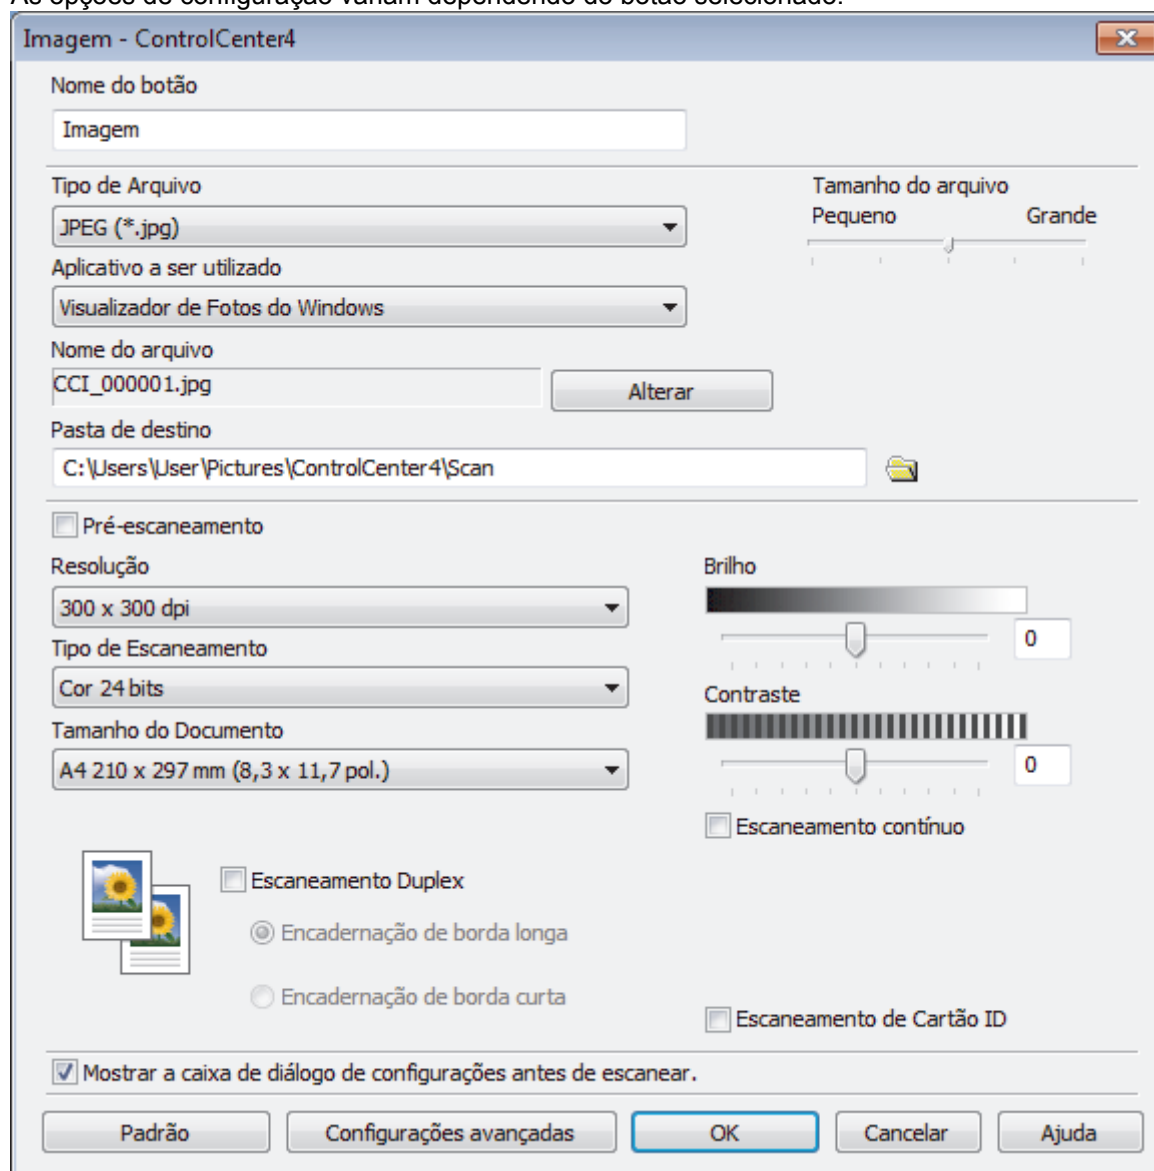 As opções de configuração variam dependendo do botão selecionado.
Imagem - ControlCenter4
Nome do botão
Imagem
Tipo de Arquivo
Tamanho do arquivo
JPEG (*.jpg)
Pequeno Grande
Aplicativo a ser utilizado
Visualizador de Fotos do Windows
Nome do arquivo
CCI_000001.jpg
Alterar
Pasta de destino
C:\Users\User\Pictures\ControlCenter4\Scan
Pré-escaneamento
Resolução
Brilho
300 x 300 dpi
0
Tipo de Escaneamento
Cor 24 bits
Contraste
Tamanho do Documento
A4 210 x 297 mm (8,3 x 11,7 pol.)
0
Escaneamento contínuo
Escaneamento Duplex
Encadernação de borda longa
Encadernação de borda curta
Escaneamento de Cartão ID
Mostrar a caixa de diálogo de configurações antes de escanear.
Padrão Configurações avançadas OK Cancelar Ajuda